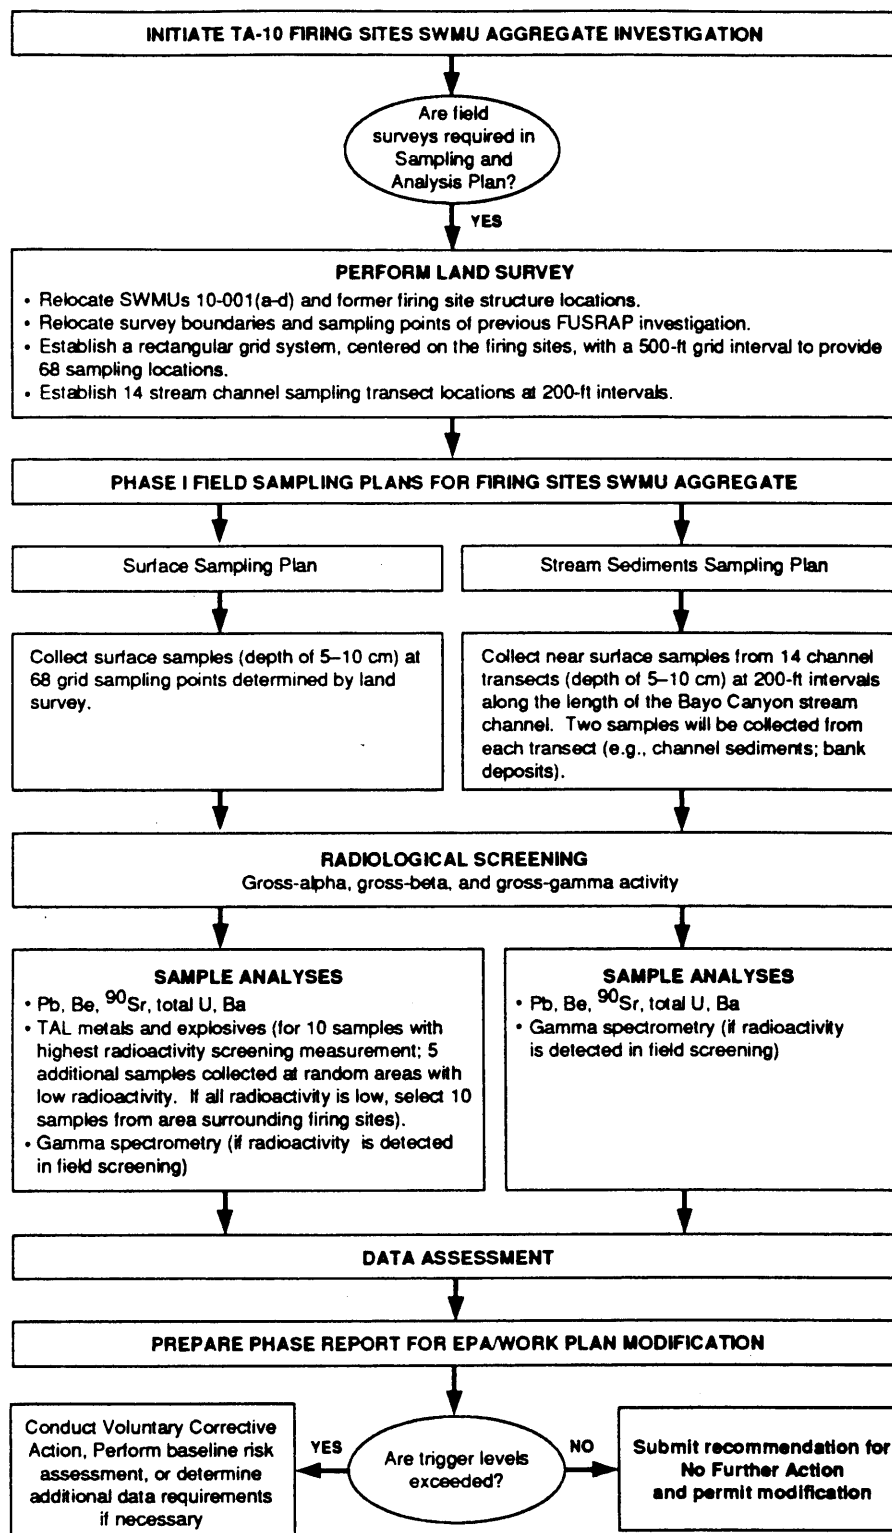 INITIATE TA-10 FIRING SITES SWMU AGGREGATE INVESTIGATION
Are field
surveys required in
Sampling and
Analysis Plan?
YES
PERFORM LAND SURVEY
• Relocate SWMUs 10-001(a-d) and former firing site structure locations.
• Relocate survey boundaries and sampling points of previous FUSRAP investigation.
• Establish a rectangular grid system, centered on the firing sites, with a 500-ft grid interval to provide
68 sampling locations.
• Establish 14 stream channel sampling transect locations at 200-ft intervals.
PHASE I FIELD SAMPLING PLANS FOR FIRING SITES SWMU AGGREGATE
Surface Sampling Plan
Collect surface samples (depth of 5–10 cm) at
68 grid sampling points determined by land
survey.
Stream Sediments Sampling Plan
Collect near surface samples from 14 channel
transects (depth of 5–10 cm) at 200-ft intervals
along the length of the Bayo Canyon stream
channel. Two samples will be collected from
each transect (e.g., channel sediments; bank
deposits).
RADIOLOGICAL SCREENING
Gross-alpha, gross-beta, and gross-gamma activity
SAMPLE ANALYSES
• Pb, Be, ⁹⁰Sr, total U, Ba
• TAL metals and explosives (for 10 samples with
highest radioactivity screening measurement; 5
additional samples collected at random areas with
low radioactivity. If all radioactivity is low, select 10
samples from area surrounding firing sites).
• Gamma spectrometry (if radioactivity is detected
in field screening)
SAMPLE ANALYSES
• Pb, Be, ⁹⁰Sr, total U, Ba
• Gamma spectrometry (if radioactivity
is detected in field screening)
DATA ASSESSMENT
PREPARE PHASE REPORT FOR EPA/WORK PLAN MODIFICATION
Conduct Voluntary Corrective
Action, Perform baseline risk
assessment, or determine
additional data requirements
if necessary
YES
Are trigger levels
exceeded?
NO
Submit recommendation for
No Further Action
and permit modification